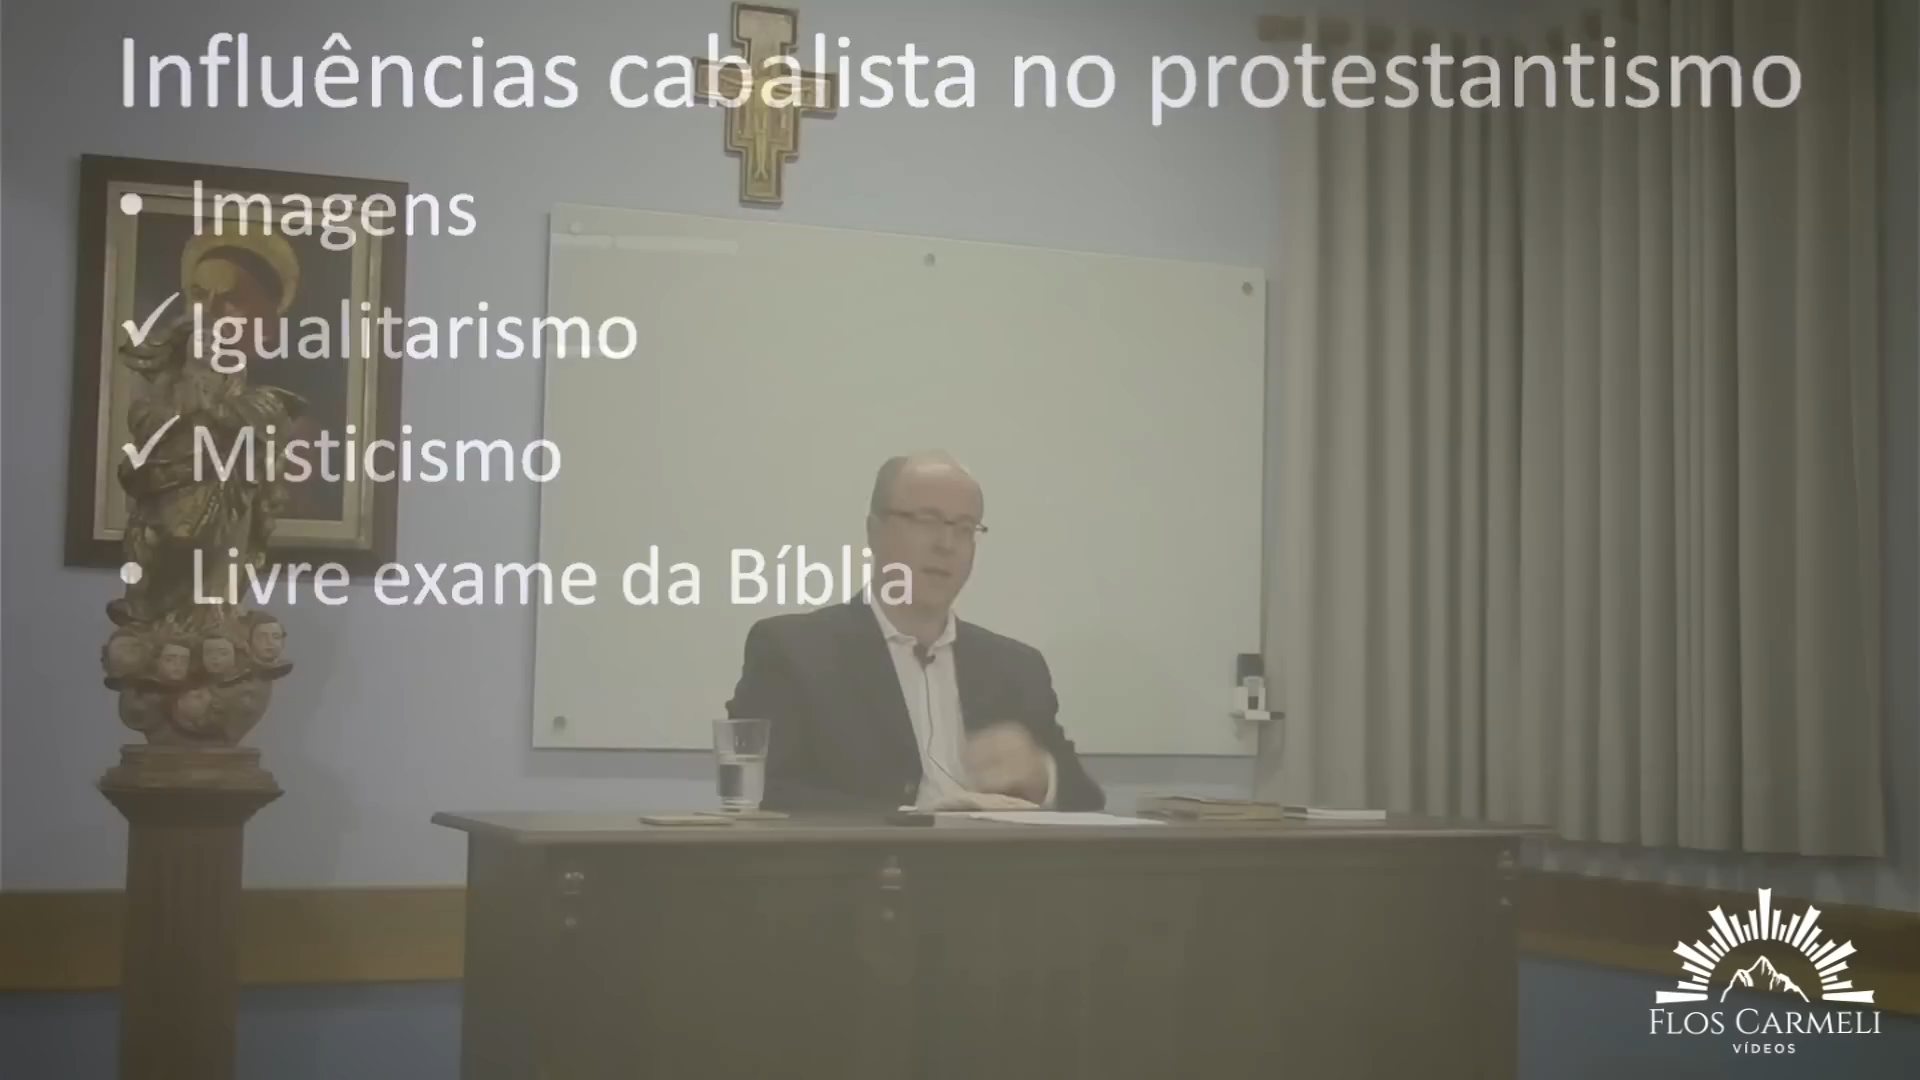 Influências cabalista no protestantismo
• Imagens
✓ Igualitarismo
✓ Misticismo
• Livre exame da Bíblia
FLOS CARMELI
VÍDEOS